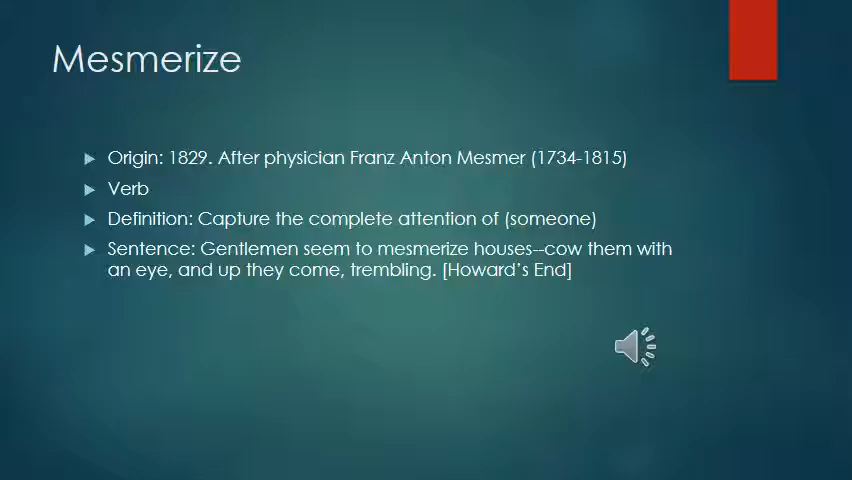 Mesmerize
Origin: 1829. After physician Franz Anton Mesmer (1734-1815)
Verb
Definition: Capture the complete attention of (someone)
Sentence: Gentlemen seem to mesmerize houses--cow them with
an eye, and up they come, trembling. [Howard's End]